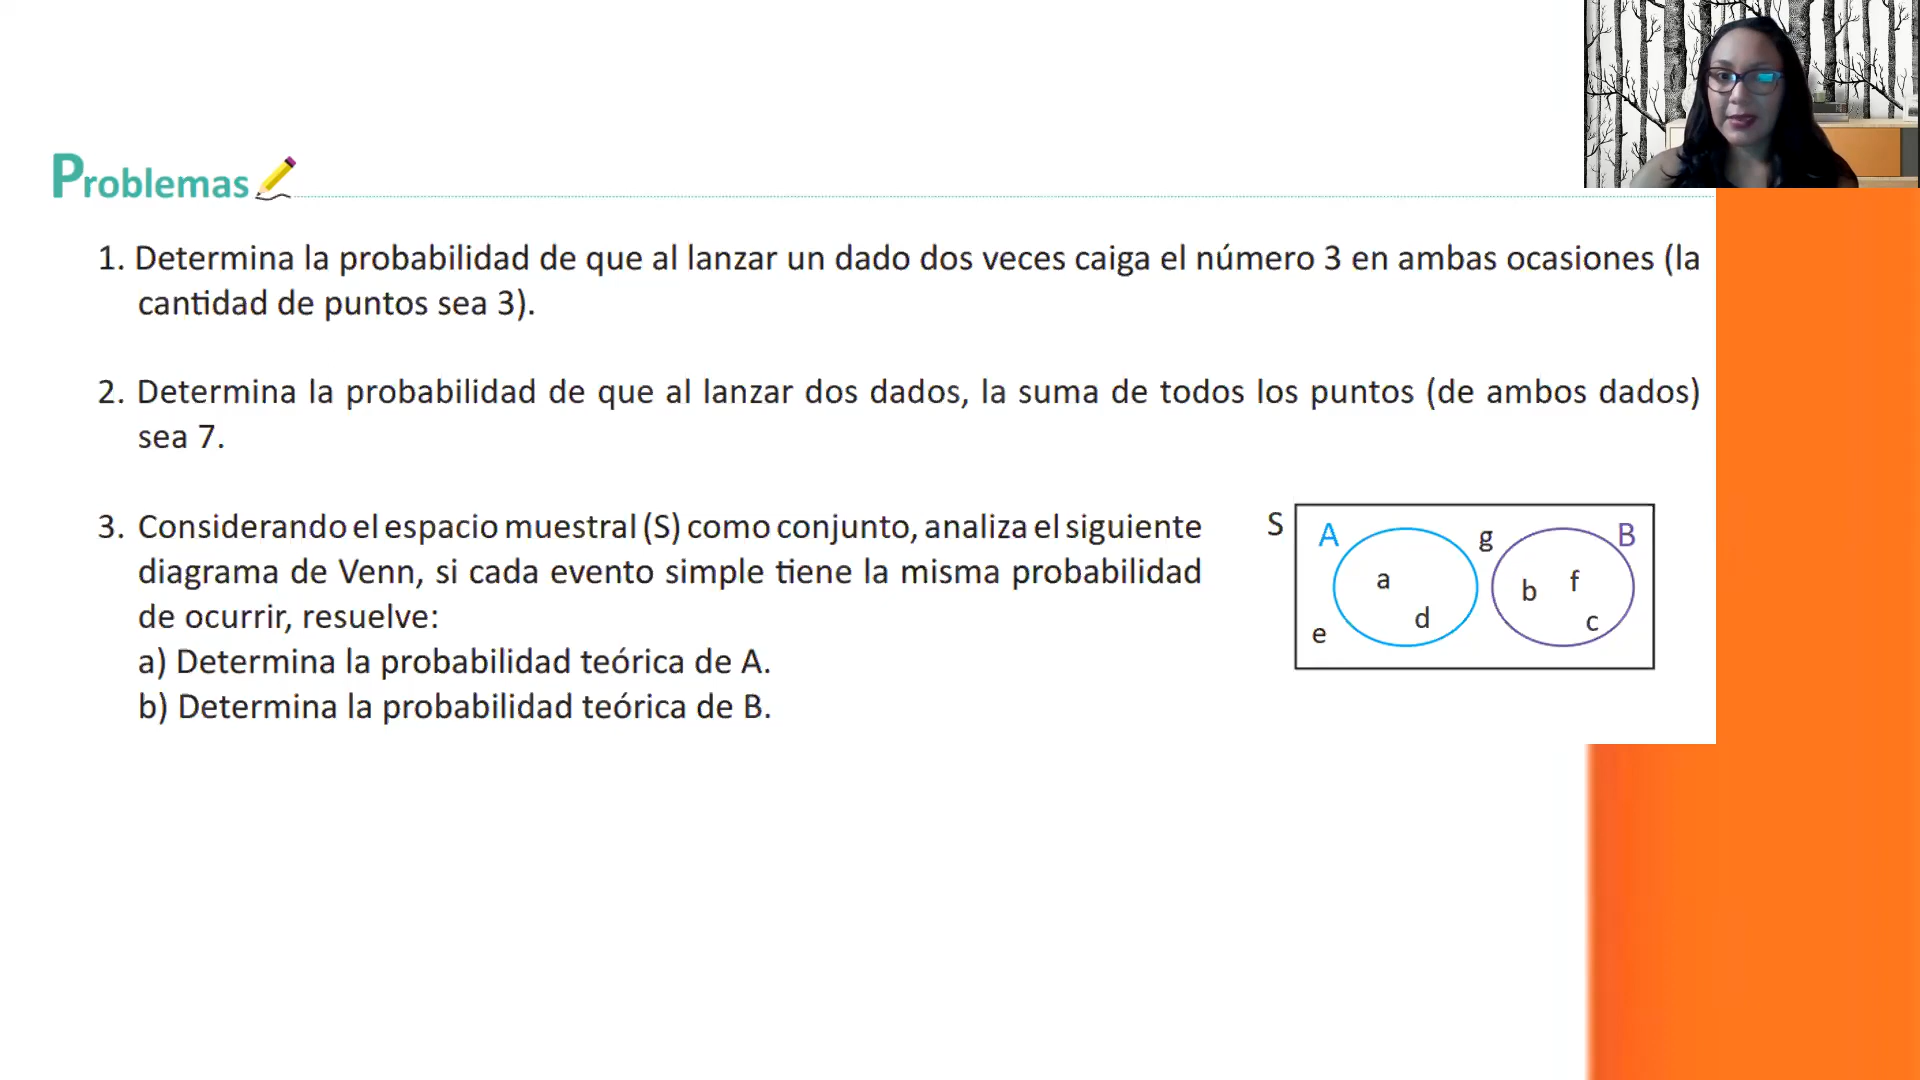 Problemas
1. Determina la probabilidad de que al lanzar un dado dos veces caiga el número 3 en ambas ocasiones (la
cantidad de puntos sea 3).
2. Determina la probabilidad de que al lanzar dos dados, la suma de todos los puntos (de ambos dados)
sea 7.
3. Considerando el espacio muestral (S) como conjunto, analiza el siguiente
diagrama de Venn, si cada evento simple tiene la misma probabilidad
de ocurrir, resuelve:
a) Determina la probabilidad teórica de A.
b) Determina la probabilidad teórica de B.
S
A
g
B
a
b
f
d
c
e